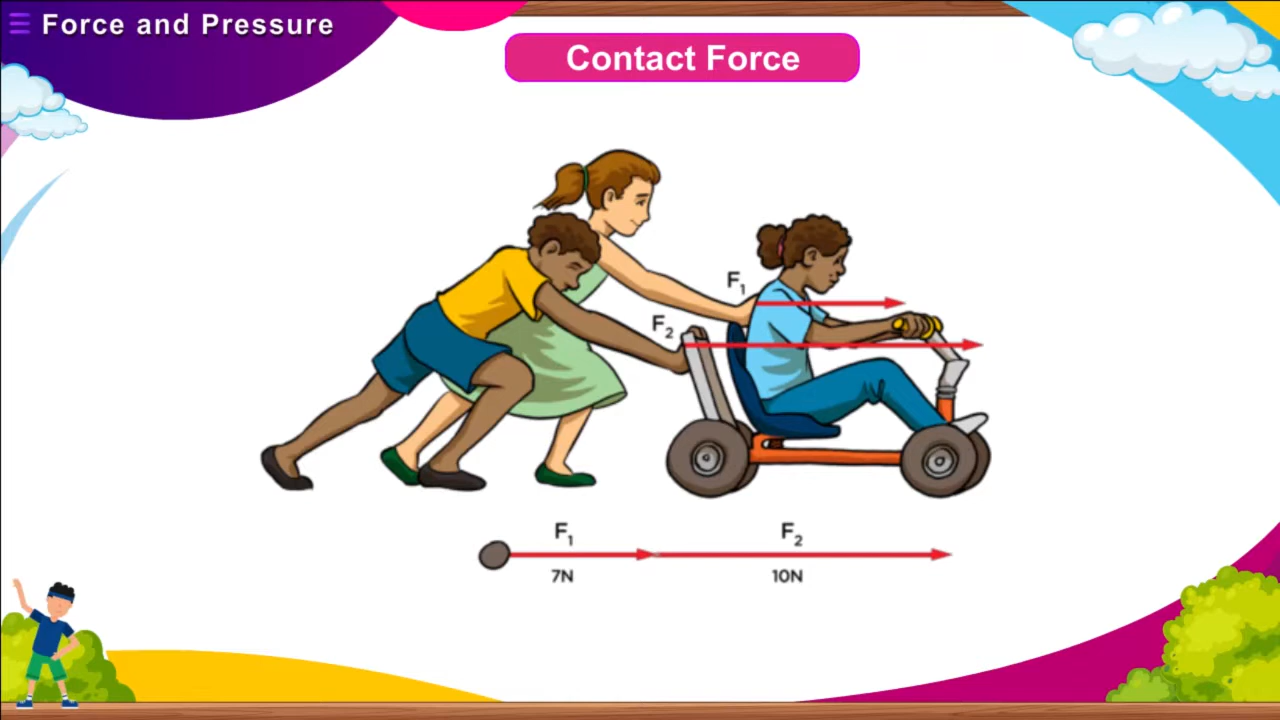 Force and Pressure
Contact Force
F₁
F₂
F₁ F₂
7N 10N